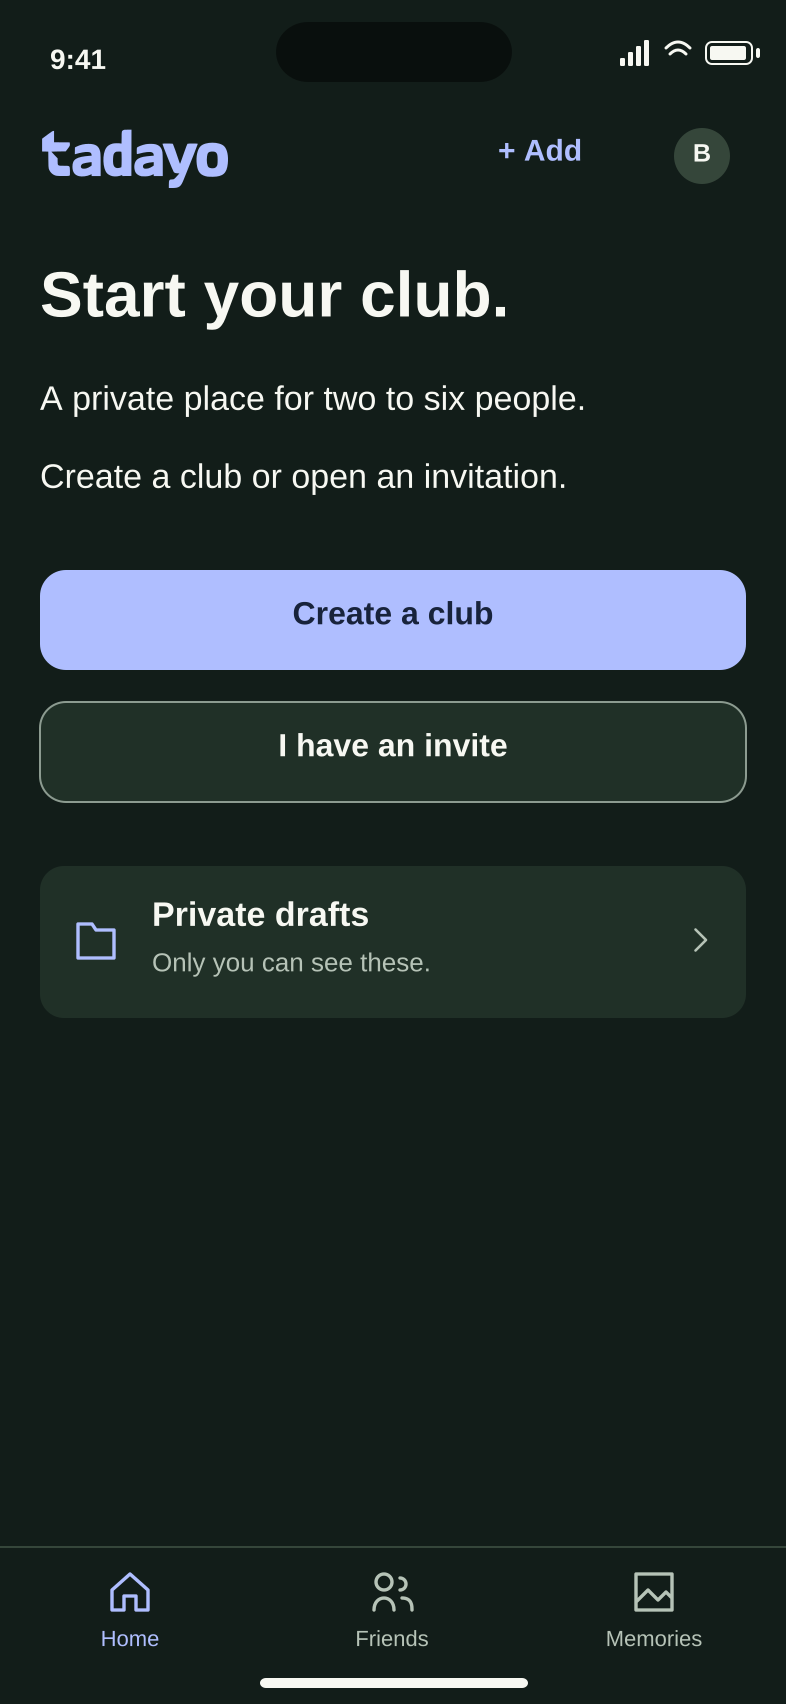 9:41
tadayo
+ Add
B
Start your club.
A private place for two to six people.
Create a club or open an invitation.
Create a club
I have an invite
Private drafts
Only you can see these.
Home
Friends
Memories